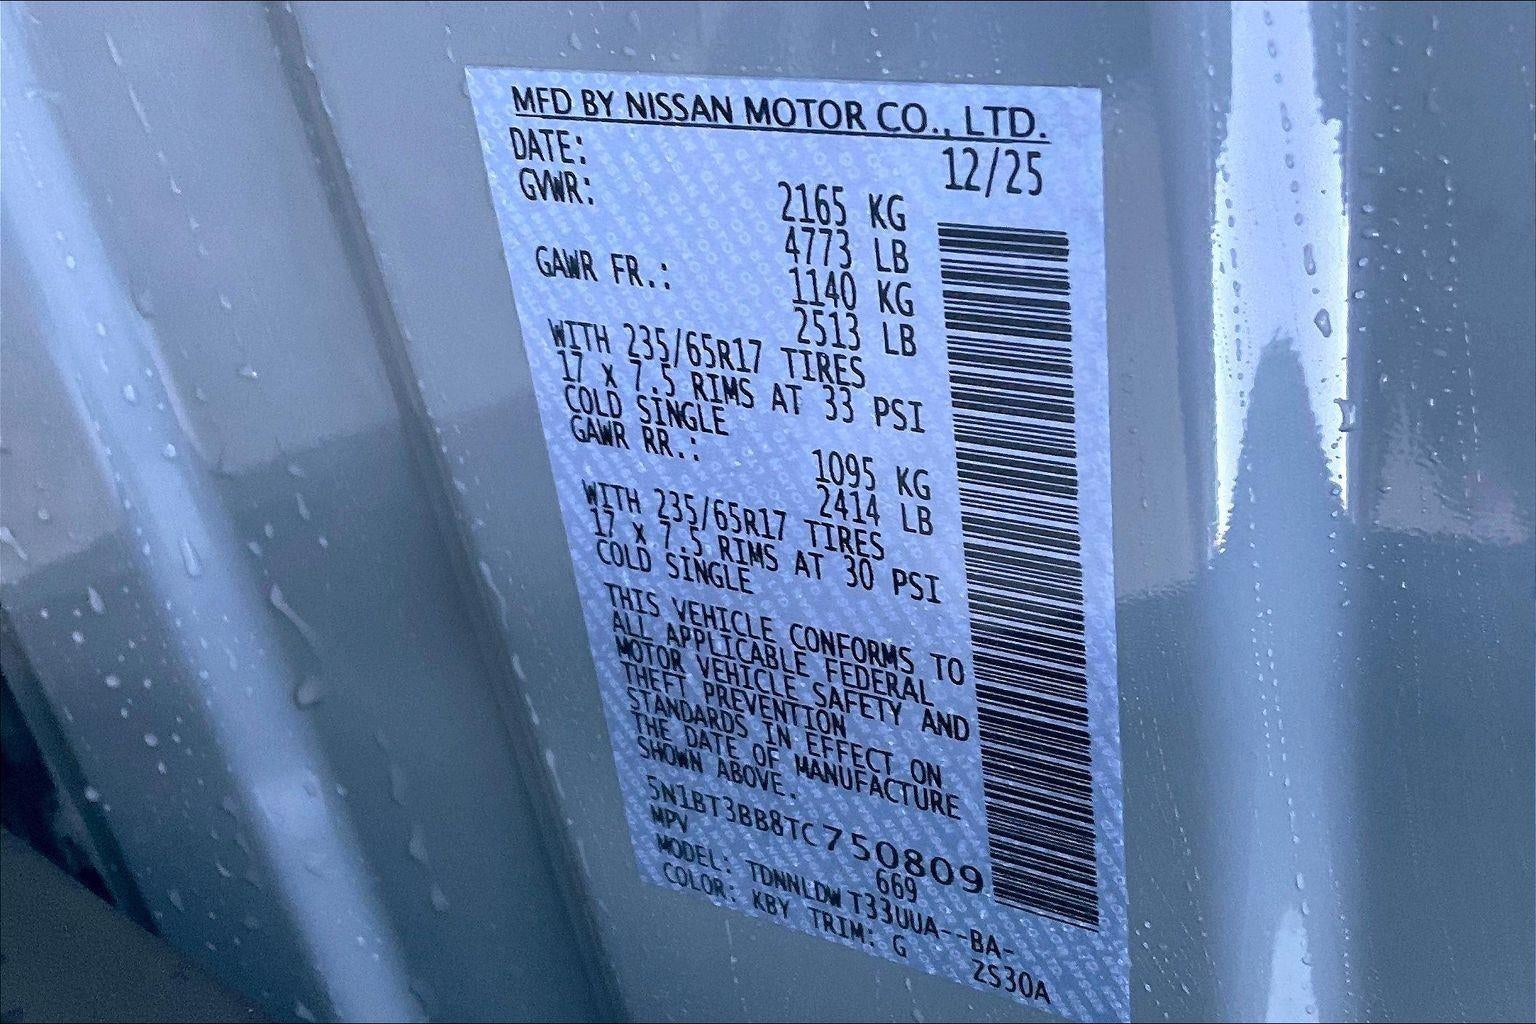 MFD BY NISSAN MOTOR CO., LTD.
DATE: 12/25
GVWR: 2165 KG
4773 LB
GAWR FR.: 1140 KG
2513 LB
WITH 235/65R17 TIRES
17 X 7.5 RIMS AT 33 PSI
COLD SINGLE
GAWR RR.: 1095 KG
2414 LB
WITH 235/65R17 TIRES
17 X 7.5 RIMS AT 30 PSI
COLD SINGLE
THIS VEHICLE CONFORMS TO
ALL APPLICABLE FEDERAL
MOTOR VEHICLE SAFETY AND
THEFT PREVENTION
STANDARDS IN EFFECT ON
THE DATE OF MANUFACTURE
SHOWN ABOVE.
5N1BT3BB8TC750809
MPV 669
MODEL: TDNNLDWT33UUA--BA-
COLOR: KBY TRIM: G 2S30A